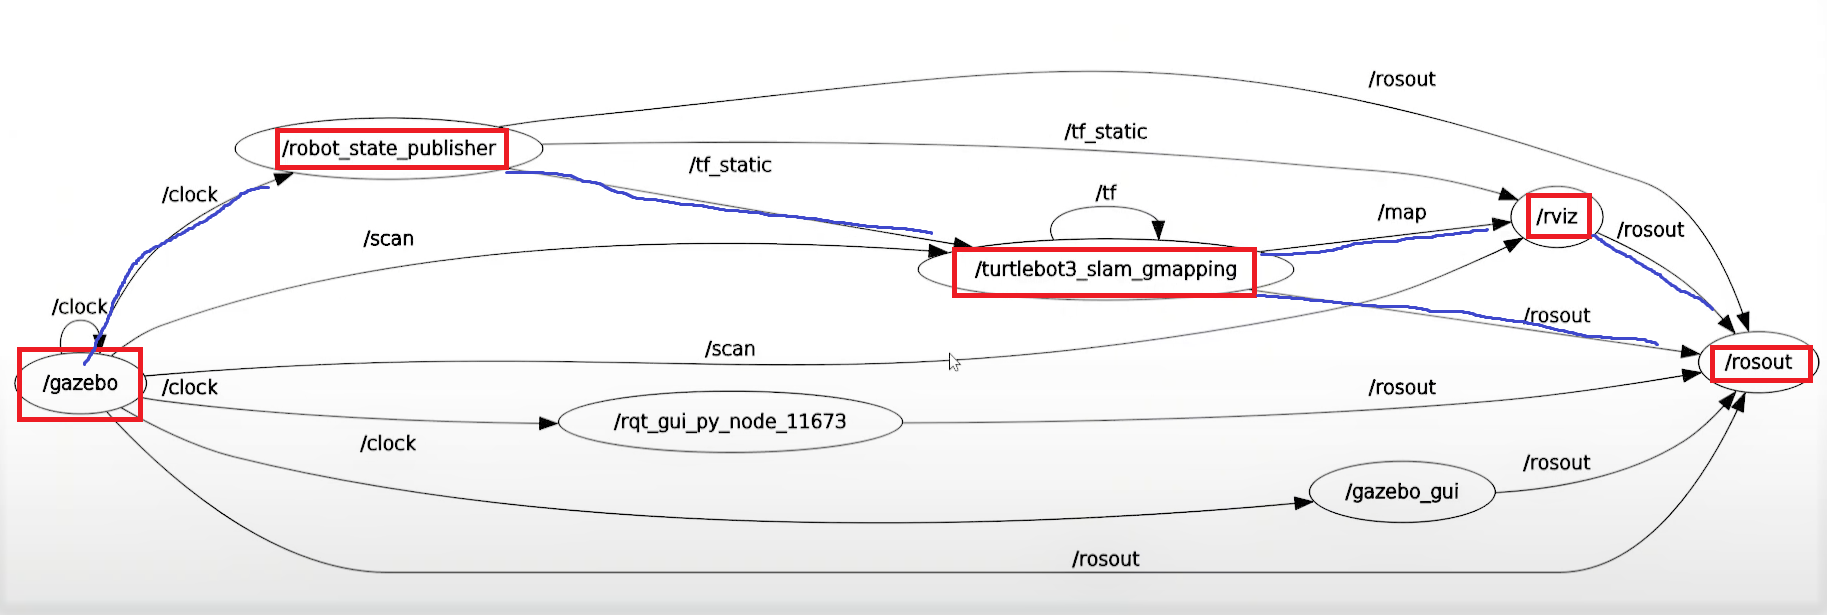 /rosout
/tf_static
/robot_state_publisher
/tf_static
/clock
/tf
/map
/rviz
/rosout
/scan
/turtlebot3_slam_gmapping
/clock
/rosout
/scan
/rosout
/gazebo
/clock
/rosout
/rqt_gui_py_node_11673
/clock
/rosout
/gazebo_gui
/rosout